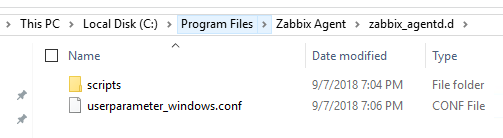 This PC > Local Disk (C:) > Program Files > Zabbix Agent > zabbix_agentd.d
Name Date modified Type
scripts 9/7/2018 7:04 PM File folder
userparameter_windows.conf 9/7/2018 7:06 PM CONF File